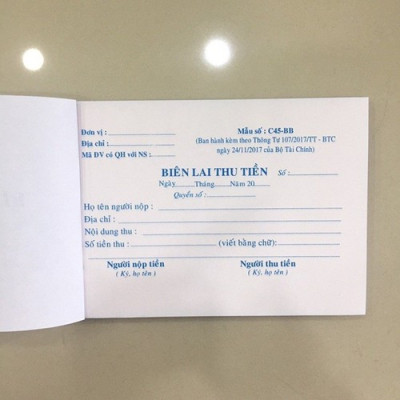 Đơn vị :
Mẫu số : C45-BB
Địa chỉ :
(Ban hành kèm theo Thông Tư 107/2017/TT - BTC
Mã ĐV có QH với NS :
ngày 24/11/2017 của Bộ Tài Chính)
BIÊN LAI THU TIỀN Số :
Ngày.......Tháng.......Năm 20......
Quyển số :
Họ tên người nộp :
Địa chỉ :
Nội dung thu :
Số tiền thu : (viết bằng chữ):
Người nộp tiền Người thu tiền
( Ký, họ tên ) ( Ký, họ tên )